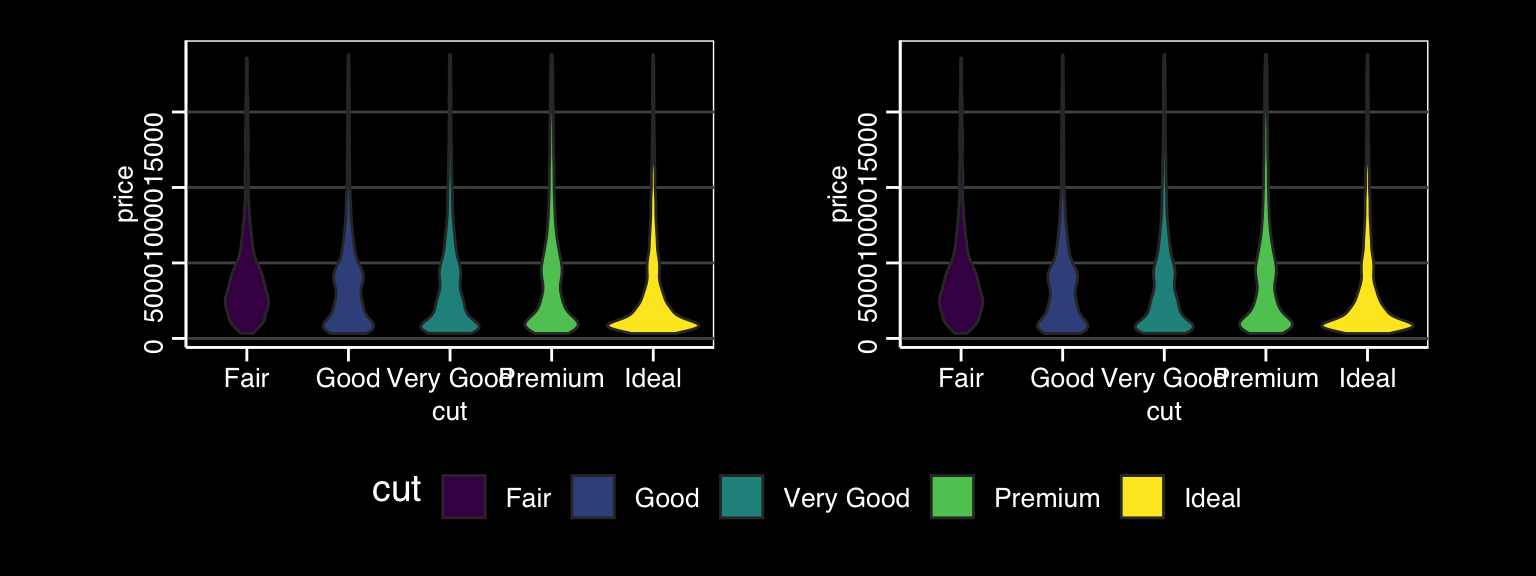 price
15000
10000
5000
0
Fair Good Very Good Premium Ideal
cut
price
15000
10000
5000
0
Fair Good Very Good Premium Ideal
cut
cut Fair Good Very Good Premium Ideal